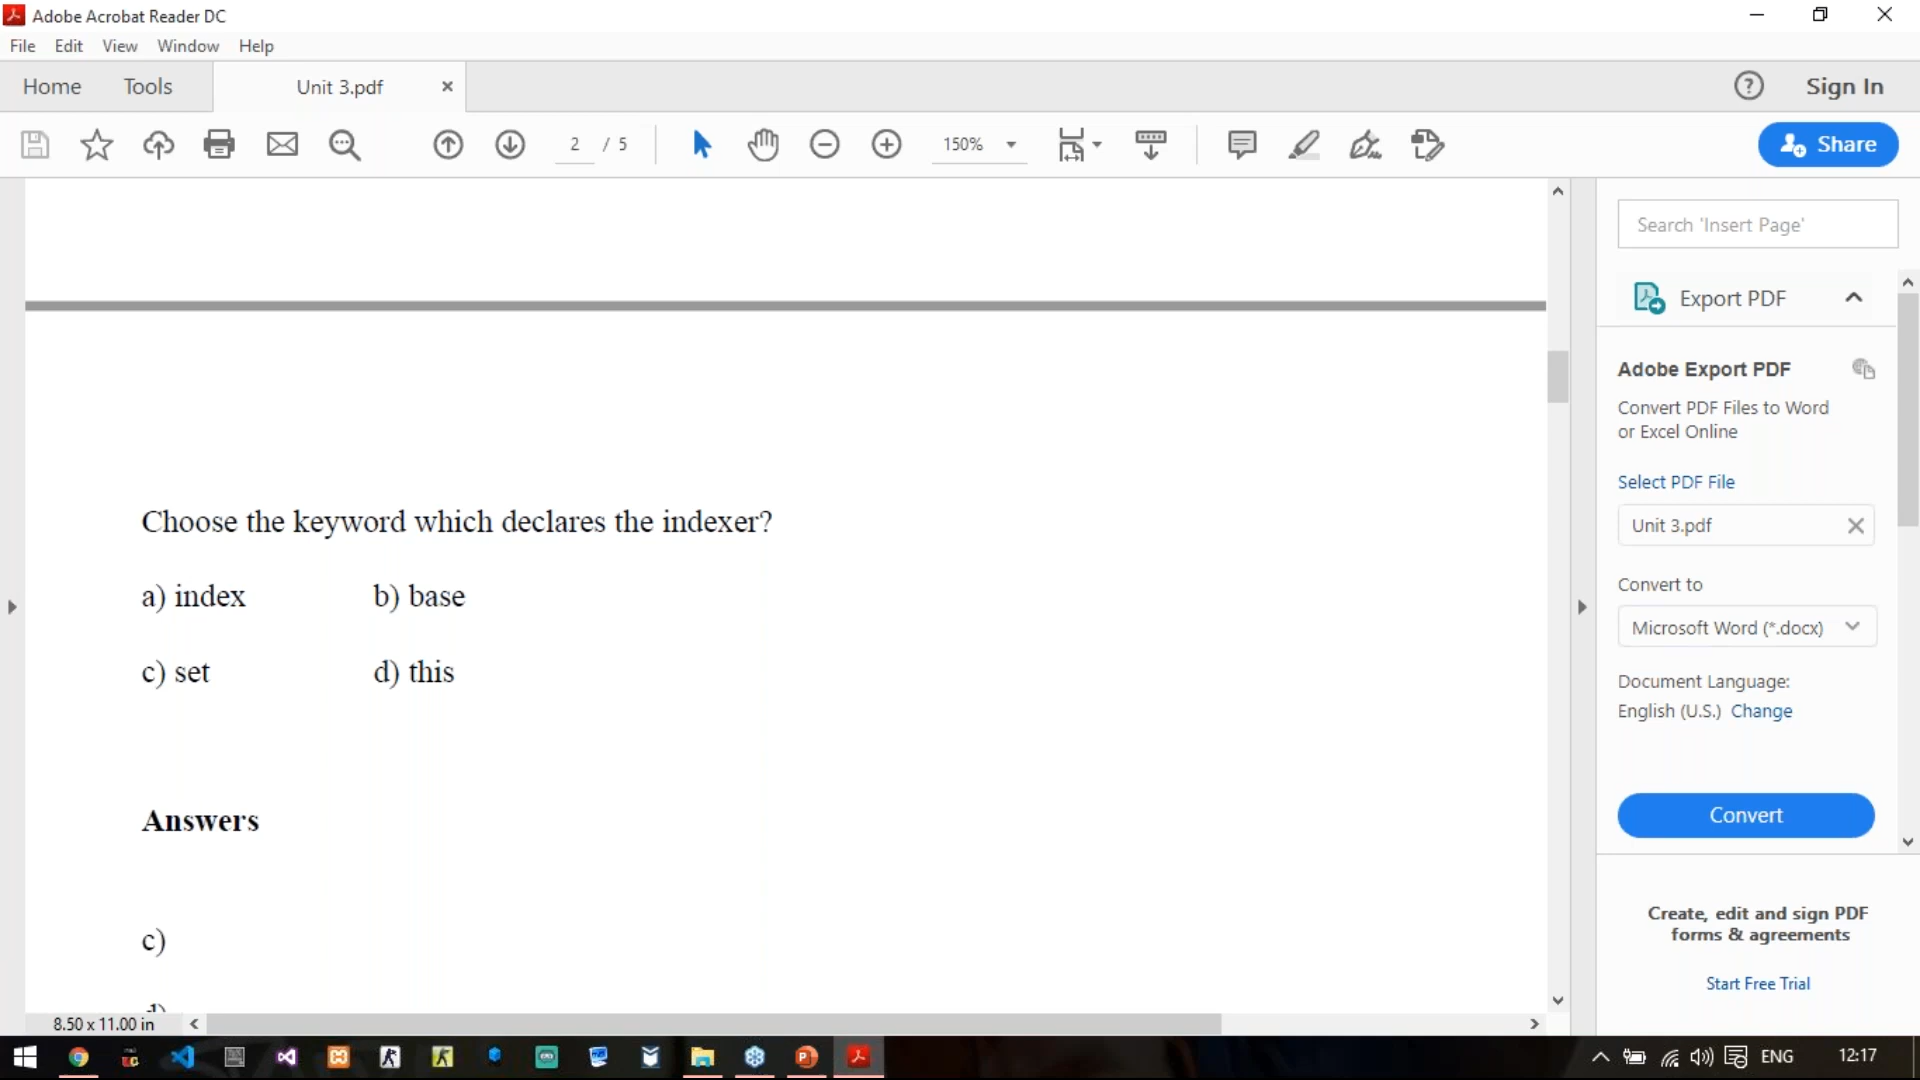 Adobe Acrobat Reader DC
File Edit View Window Help
Home Tools Unit 3.pdf × Sign In
2 / 5 150% Share
Search 'Insert Page'
Export PDF
Adobe Export PDF
Convert PDF Files to Word
or Excel Online
Select PDF File
Unit 3.pdf
Convert to
Microsoft Word (*.docx)
Document Language:
English (U.S.) Change
Convert
Create, edit and sign PDF
forms & agreements
Start Free Trial
Choose the keyword which declares the indexer?
a) index b) base
c) set d) this
Answers
c)
d)
8.50 x 11.00 in
ENG 12:17